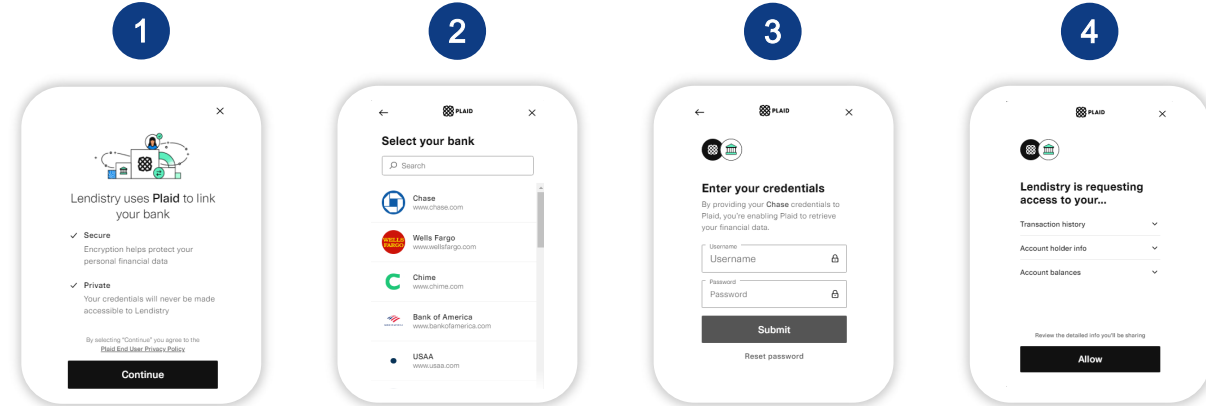 1
2
3
4
Lendistry uses Plaid to link
your bank
Secure
Encryption helps protect your
personal financial data
Private
Your credentials will never be made
accessible to Lendistry
By selecting “Continue” you agree to the
Plaid End User Privacy Policy
Continue
PLAID
Select your bank
Search
Chase
www.chase.com
WELLS
FARGO
Wells Fargo
www.wellsfargo.com
Chime
www.chime.com
Bank of America
www.bankofamerica.com
USAA
www.usaa.com
PLAID
Enter your credentials
By providing your Chase credentials to
Plaid, you're enabling Plaid to retrieve
your financial data.
Username
Username
Password
Password
Submit
Reset password
PLAID
Lendistry is requesting
access to your...
Transaction history
Account holder info
Account balances
Review the detailed info you'll be sharing
Allow